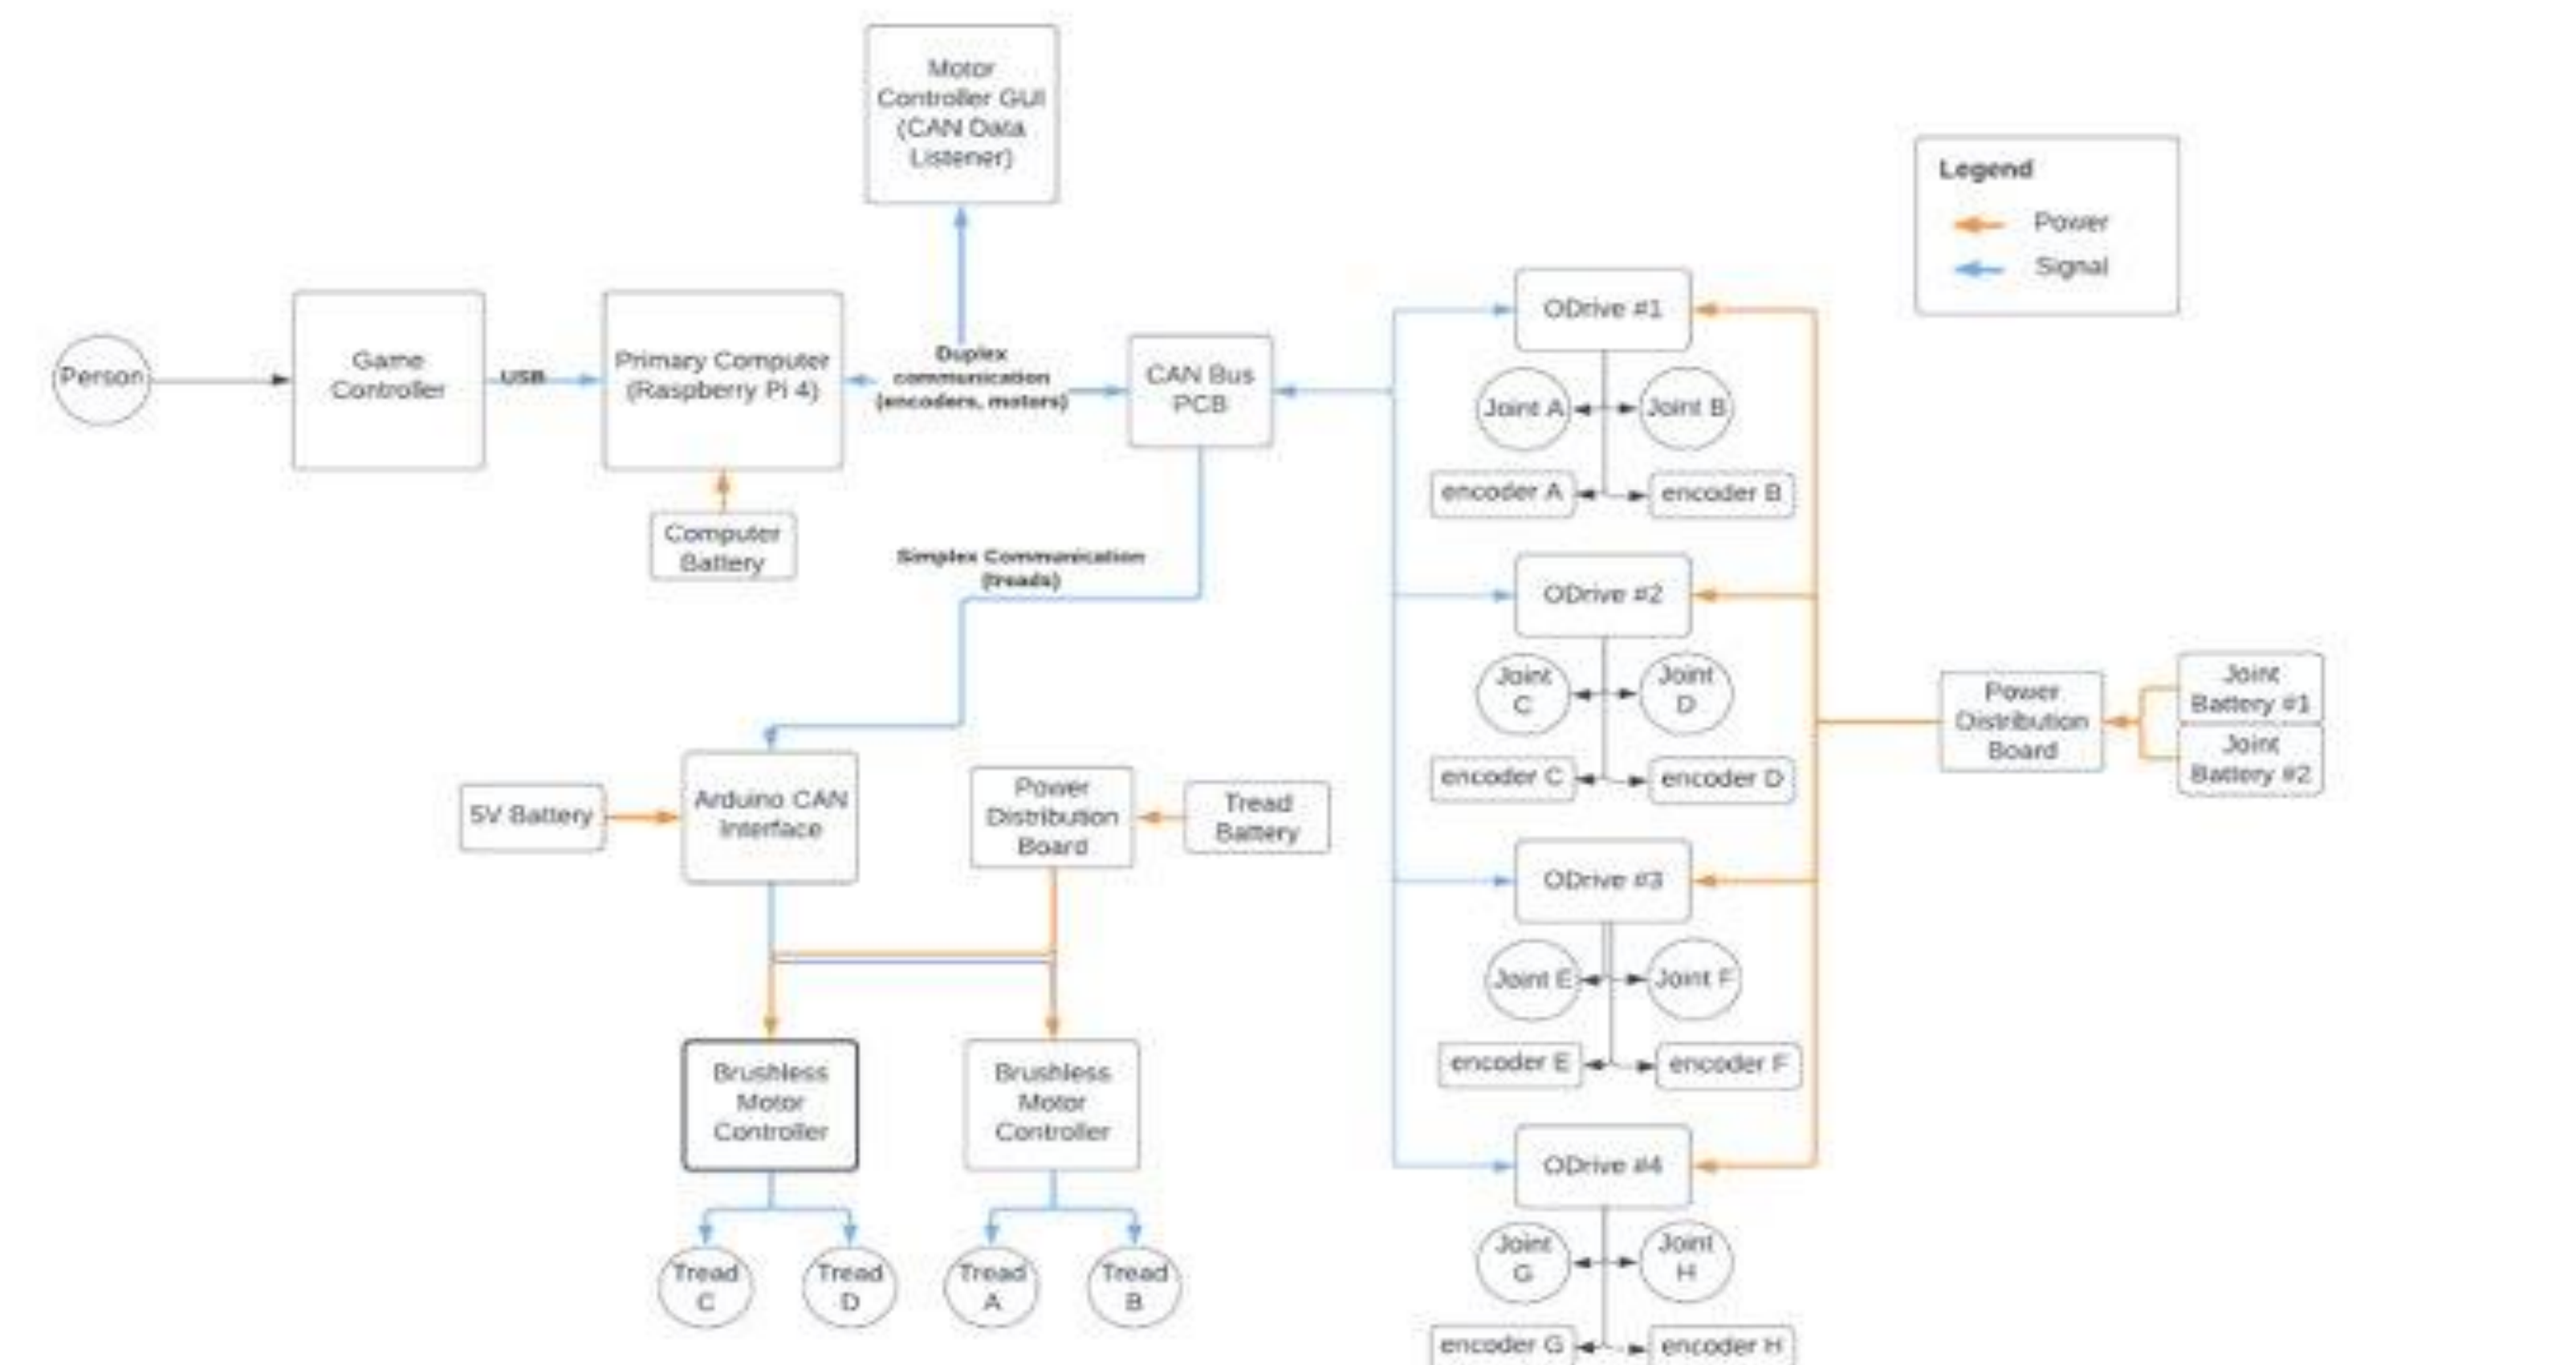 Motor
Controller GUI
(CAN Data
Listener)
Legend
Power
Signal
Person
Game
Controller
USB
Primary Computer
(Raspberry Pi 4)
Duplex
communication
(encoders, motors)
CAN Bus
PCB
Computer
Battery
Simplex Communication
(treads)
ODrive #1
Joint A
Joint B
encoder A
encoder B
ODrive #2
Joint
C
Joint
D
encoder C
encoder D
ODrive #3
Joint E
Joint F
encoder E
encoder F
ODrive #4
Joint
G
Joint
H
encoder G
encoder H
Power
Distribution
Board
Joint
Battery #1
Joint
Battery #2
5V Battery
Arduino CAN
Interface
Power
Distribution
Board
Tread
Battery
Brushless
Motor
Controller
Brushless
Motor
Controller
Tread
C
Tread
D
Tread
A
Tread
B